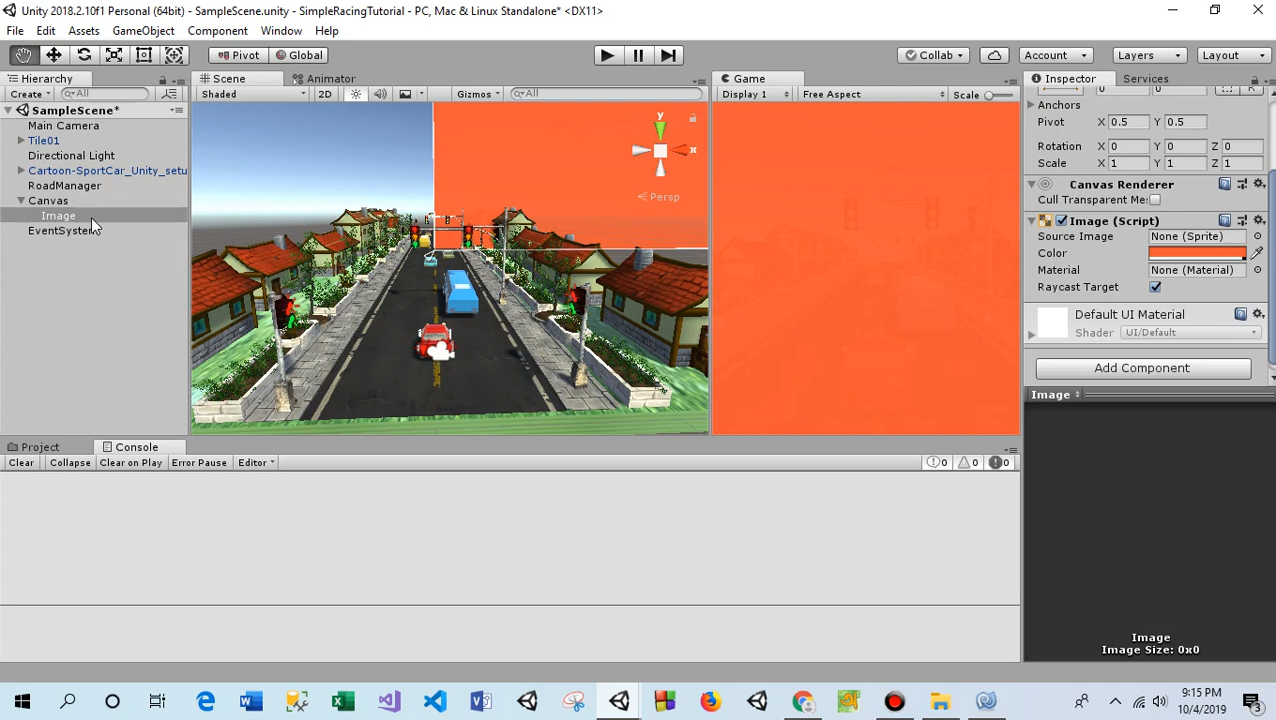 Unity 2018.2.10f1 Personal (64bit) - SampleScene.unity - SimpleRacingTutorial - PC, Mac & Linux Standalone* <DX11>
File Edit Assets GameObject Component Window Help
Pivot Global Collab Account Layers Layout
Hierarchy Scene Animator Game Inspector Services
Create All Shaded 2D Gizmos All Display 1 Free Aspect Scale
SampleScene*
Main Camera
Tile01
Directional Light
Cartoon-SportCar_Unity_setu
RoadManager
Canvas
Image
EventSystem
y
x
Persp
0 0 R
Anchors
Pivot X 0.5 Y 0.5
Rotation X 0 Y 0 Z 0
Scale X 1 Y 1 Z 1
Canvas Renderer
Cull Transparent Me
Image (Script)
Source Image None (Sprite)
Color
Material None (Material)
Raycast Target
Default UI Material
Shader UI/Default
Add Component
Image
Project Console
Clear Collapse Clear on Play Error Pause Editor 0 0 0
Image
Image Size: 0x0
9:15 PM
10/4/2019
3